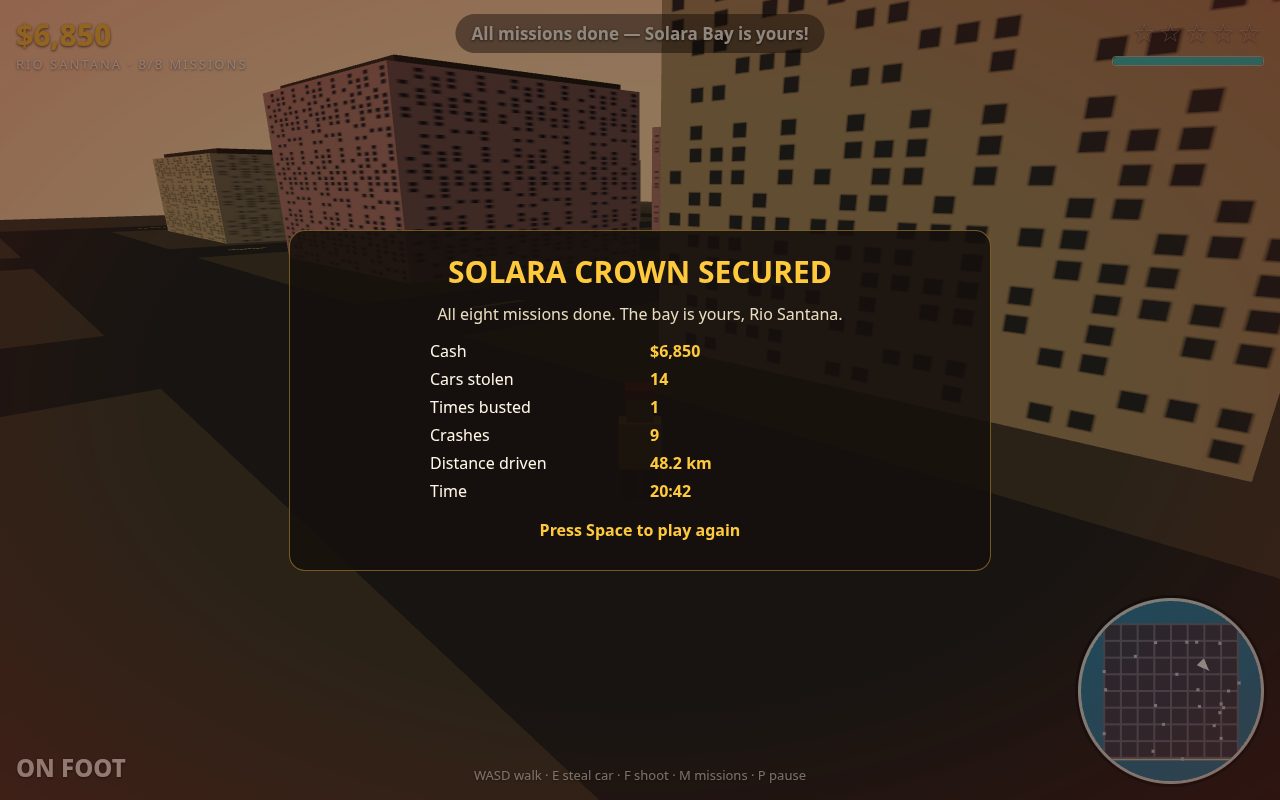 $6,850
RIO SANTANA · 8/8 MISSIONS
All missions done — Solara Bay is yours!
☆ ☆ ☆ ☆ ☆
SOLARA CROWN SECURED
All eight missions done. The bay is yours, Rio Santana.
Cash $6,850
Cars stolen 14
Times busted 1
Crashes 9
Distance driven 48.2 km
Time 20:42
Press Space to play again
ON FOOT
WASD walk · E steal car · F shoot · M missions · P pause